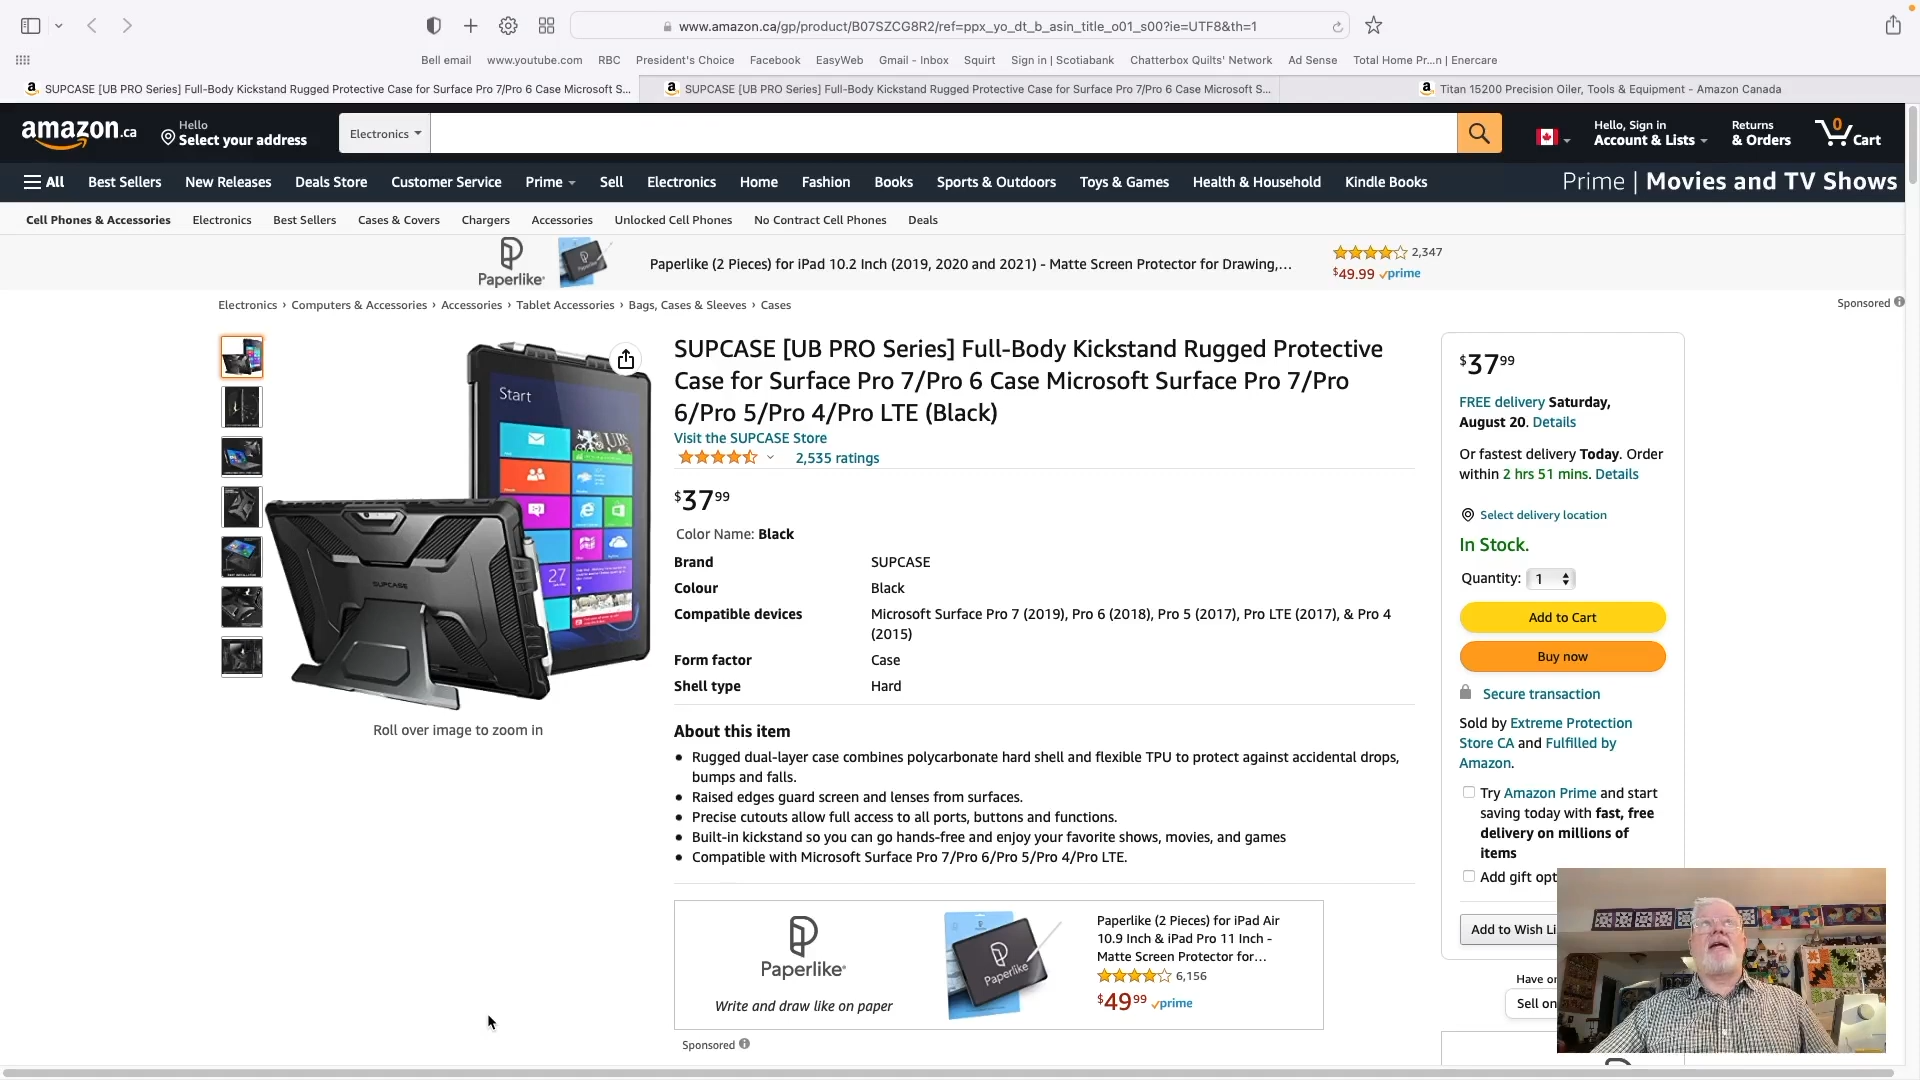 www.amazon.ca/gp/product/B07SZCG8R2/ref=ppx_yo_dt_b_asin_title_o01_s00?ie=UTF8&th=1
Bell email www.youtube.com RBC President's Choice Facebook EasyWeb Gmail - Inbox Squirt Sign in | Scotiabank Chatterbox Quilts' Network Ad Sense Total Home Pr...n | Enercare
SUPCASE [UB PRO Series] Full-Body Kickstand Rugged Protective Case for Surface Pro 7/Pro 6 Case Microsoft S... SUPCASE [UB PRO Series] Full-Body Kickstand Rugged Protective Case for Surface Pro 7/Pro 6 Case Microsoft S... Titan 15200 Precision Oiler, Tools & Equipment - Amazon Canada
amazon.ca
Hello
Select your address
Electronics
Hello, Sign in
Account & Lists
Returns
& Orders
0
Cart
All Best Sellers New Releases Deals Store Customer Service Prime Sell Electronics Home Fashion Books Sports & Outdoors Toys & Games Health & Household Kindle Books Prime | Movies and TV Shows
Cell Phones & Accessories Electronics Best Sellers Cases & Covers Chargers Accessories Unlocked Cell Phones No Contract Cell Phones Deals
Paperlike
Paperlike (2 Pieces) for iPad 10.2 Inch (2019, 2020 and 2021) - Matte Screen Protector for Drawing,...
2,347
$49.99 prime
Electronics › Computers & Accessories › Accessories › Tablet Accessories › Bags, Cases & Sleeves › Cases
Sponsored
Start
SUPCASE
27
Roll over image to zoom in
SUPCASE [UB PRO Series] Full-Body Kickstand Rugged Protective
Case for Surface Pro 7/Pro 6 Case Microsoft Surface Pro 7/Pro
6/Pro 5/Pro 4/Pro LTE (Black)
Visit the SUPCASE Store
2,535 ratings
$37 99
Color Name: Black
Brand SUPCASE
Colour Black
Compatible devices Microsoft Surface Pro 7 (2019), Pro 6 (2018), Pro 5 (2017), Pro LTE (2017), & Pro 4
(2015)
Form factor Case
Shell type Hard
About this item
Rugged dual-layer case combines polycarbonate hard shell and flexible TPU to protect against accidental drops,
bumps and falls.
Raised edges guard screen and lenses from surfaces.
Precise cutouts allow full access to all ports, buttons and functions.
Built-in kickstand so you can go hands-free and enjoy your favorite shows, movies, and games
Compatible with Microsoft Surface Pro 7/Pro 6/Pro 5/Pro 4/Pro LTE.
Paperlike
Write and draw like on paper
Paperlike
Paperlike (2 Pieces) for iPad Air
10.9 Inch & iPad Pro 11 Inch -
Matte Screen Protector for...
6,156
$49 99 prime
Sponsored
$37 99
FREE delivery Saturday,
August 20. Details
Or fastest delivery Today. Order
within 2 hrs 51 mins. Details
Select delivery location
In Stock.
Quantity: 1
Add to Cart
Buy now
Secure transaction
Sold by Extreme Protection
Store CA and Fulfilled by
Amazon.
Try Amazon Prime and start
saving today with fast, free
delivery on millions of
items
Add gift opt
Add to Wish Li
Have
Sell on